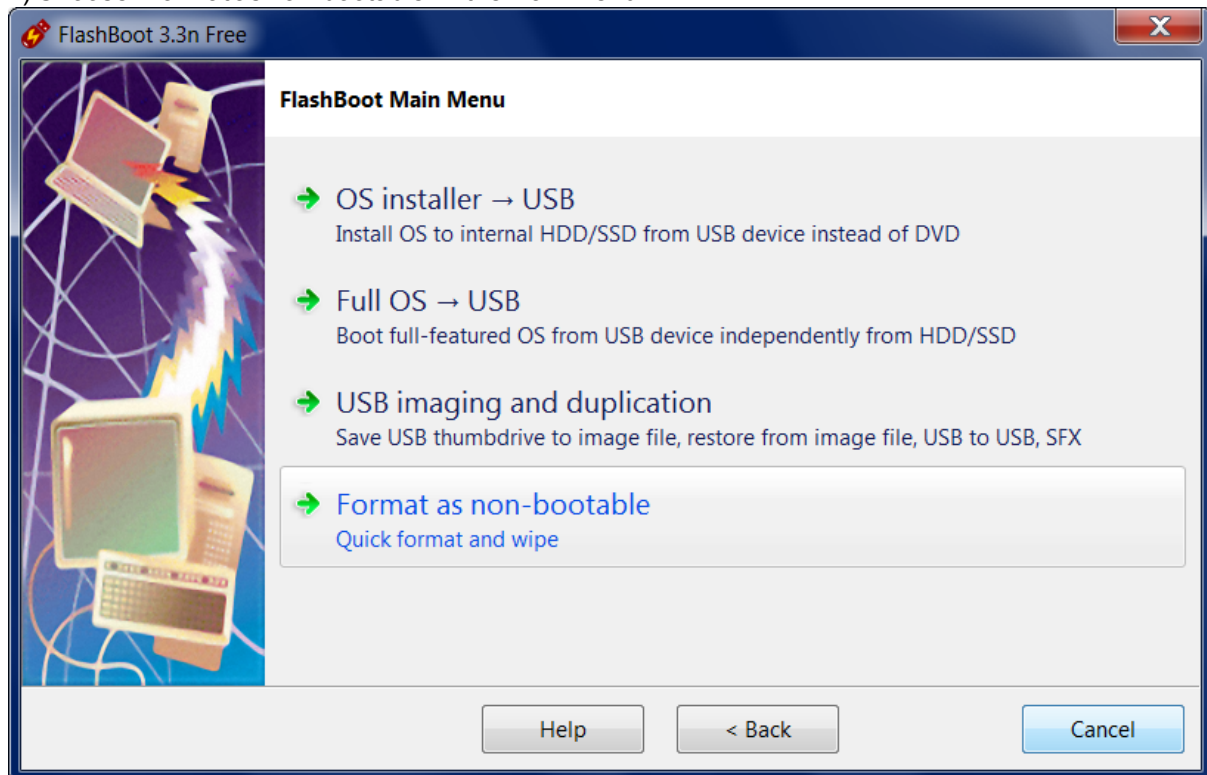 FlashBoot 3.3n Free
FlashBoot Main Menu
OS installer → USB
Install OS to internal HDD/SSD from USB device instead of DVD
Full OS → USB
Boot full-featured OS from USB device independently from HDD/SSD
USB imaging and duplication
Save USB thumbdrive to image file, restore from image file, USB to USB, SFX
Format as non-bootable
Quick format and wipe
Help
< Back
Cancel